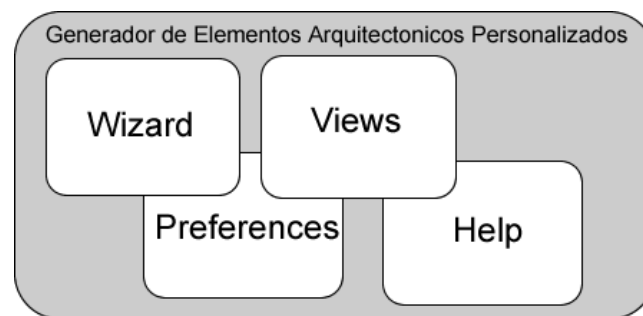 Generador de Elementos Arquitectonicos Personalizados
Wizard
Views
Preferences
Help